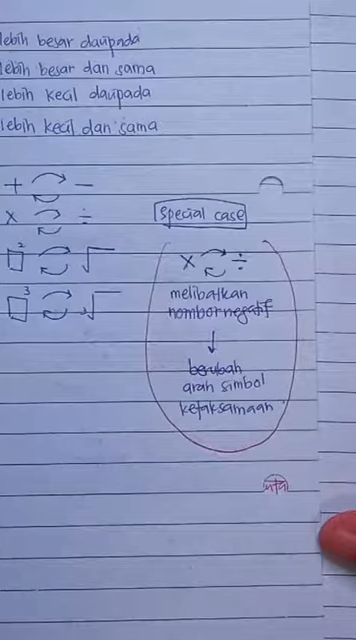 lebih besar daripada
lebih besar dan sama
lebih kecil daripada
lebih kecil dan sama
+ ⇄ −
× ⇄ ÷
□² ⇄ √
□³ ⇄ ³√
Special case
× ⇄ ÷
melibatkan
nombor negatif
↓
berubah
arah simbol
ketaksamaan